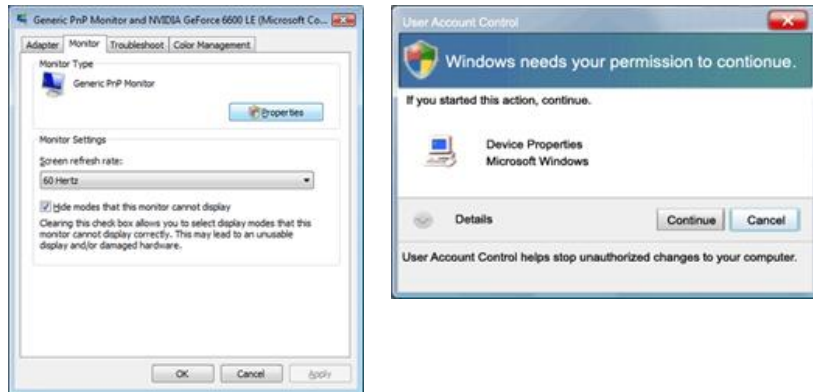 Generic PnP Monitor and NVIDIA GeForce 6600 LE (Microsoft Co...
Adapter Monitor Troubleshoot Color Management
Monitor Type
Generic PnP Monitor
Properties
Monitor Settings
Screen refresh rate:
60 Hertz
Hide modes that this monitor cannot display
Clearing this check box allows you to select display modes that this
monitor cannot display correctly. This may lead to an unusable
display and/or damaged hardware.
OK Cancel Apply
User Account Control
Windows needs your permission to contionue.
If you started this action, continue.
Device Properties
Microsoft Windows
Details Continue Cancel
User Account Control helps stop unauthorized changes to your computer.